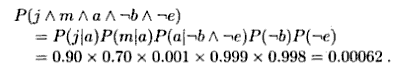 P(j ∧ m ∧ a ∧ ¬b ∧ ¬e)
= P(j|a)P(m|a)P(a|¬b ∧ ¬e)P(¬b)P(¬e)
= 0.90 × 0.70 × 0.001 × 0.999 × 0.998 = 0.00062 .